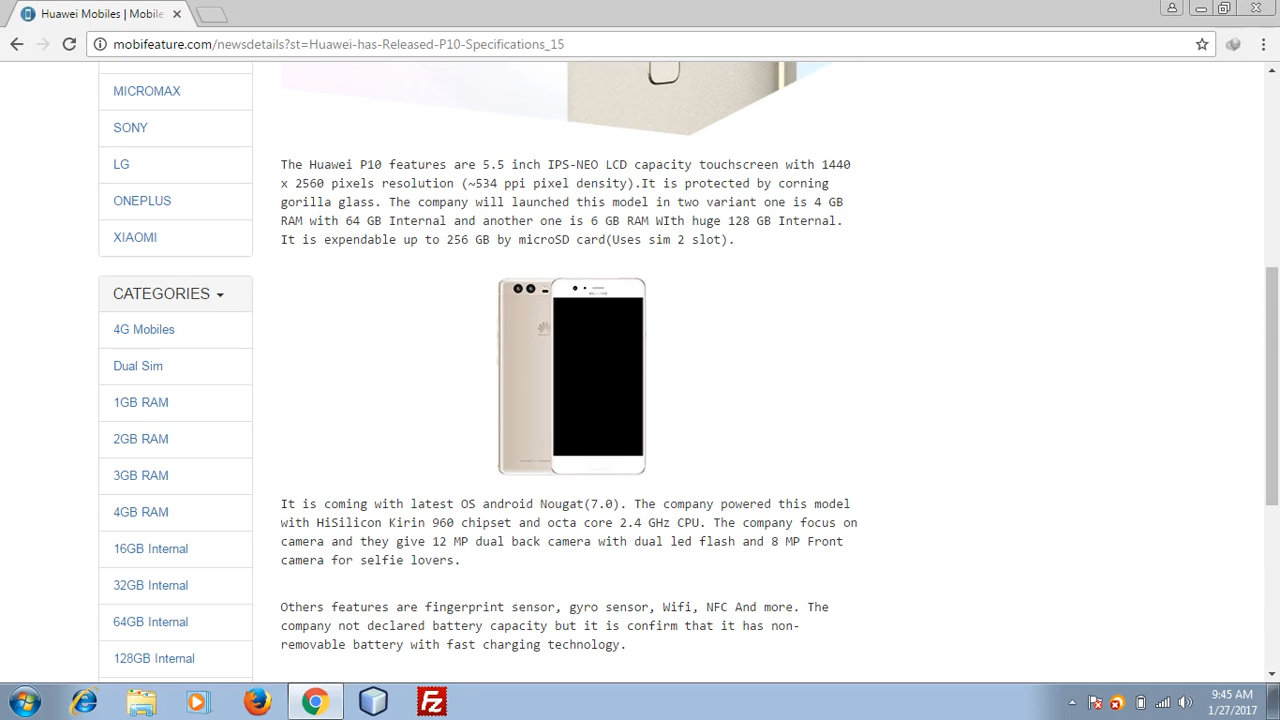 Huawei Mobiles | Mobile
mobifeature.com/newsdetails?st=Huawei-has-Released-P10-Specifications_15
MICROMAX
SONY
LG
ONEPLUS
XIAOMI
CATEGORIES
4G Mobiles
Dual Sim
1GB RAM
2GB RAM
3GB RAM
4GB RAM
16GB Internal
32GB Internal
64GB Internal
128GB Internal
The Huawei P10 features are 5.5 inch IPS-NEO LCD capacity touchscreen with 1440
x 2560 pixels resolution (~534 ppi pixel density).It is protected by corning
gorilla glass. The company will launched this model in two variant one is 4 GB
RAM with 64 GB Internal and another one is 6 GB RAM WIth huge 128 GB Internal.
It is expendable up to 256 GB by microSD card(Uses sim 2 slot).
It is coming with latest OS android Nougat(7.0). The company powered this model
with HiSilicon Kirin 960 chipset and octa core 2.4 GHz CPU. The company focus on
camera and they give 12 MP dual back camera with dual led flash and 8 MP Front
camera for selfie lovers.
Others features are fingerprint sensor, gyro sensor, Wifi, NFC And more. The
company not declared battery capacity but it is confirm that it has non-
removable battery with fast charging technology.
9:45 AM
1/27/2017